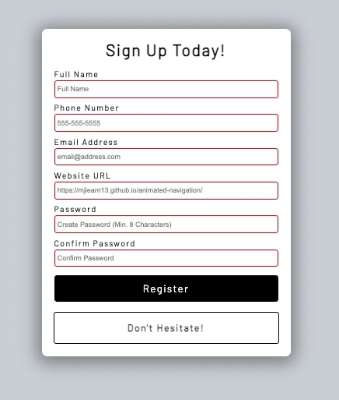 Sign Up Today!
Full Name
Full Name
Phone Number
555-555-5555
Email Address
email@address.com
Website URL
https://mjlearn13.github.io/animated-navigation/
Password
Create Password (Min. 8 Characters)
Confirm Password
Confirm Password
Register
Don't Hesitate!